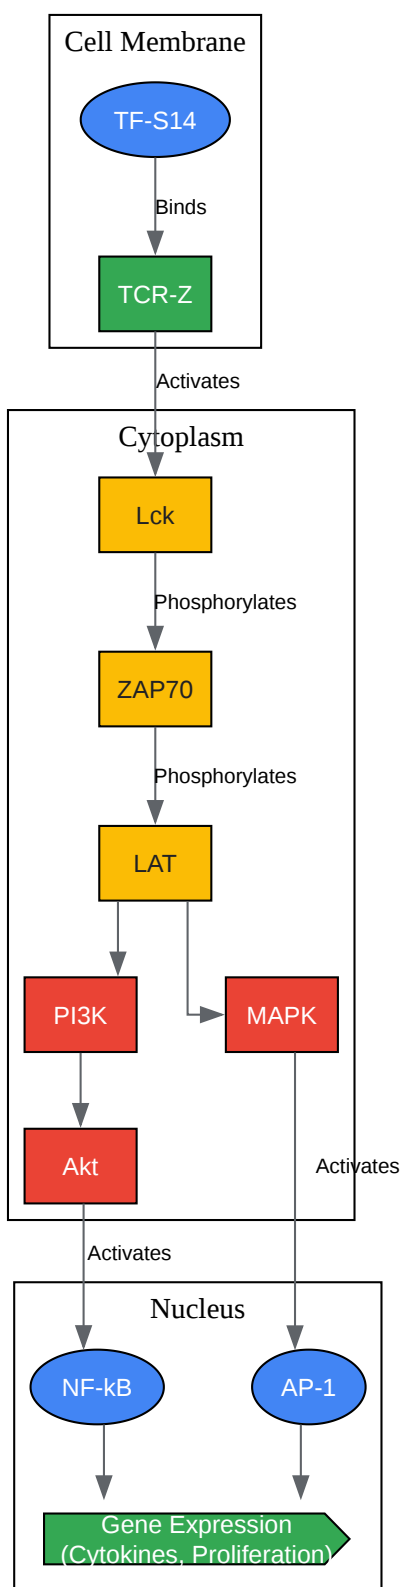 Cell Membrane
TF-S14
Binds
TCR-Z
Activates
Cytoplasm
Lck
Phosphorylates
ZAP70
Phosphorylates
LAT
PI3K
MAPK
Akt
Activates
Activates
Nucleus
NF-kB
AP-1
Gene Expression
(Cytokines, Proliferation)